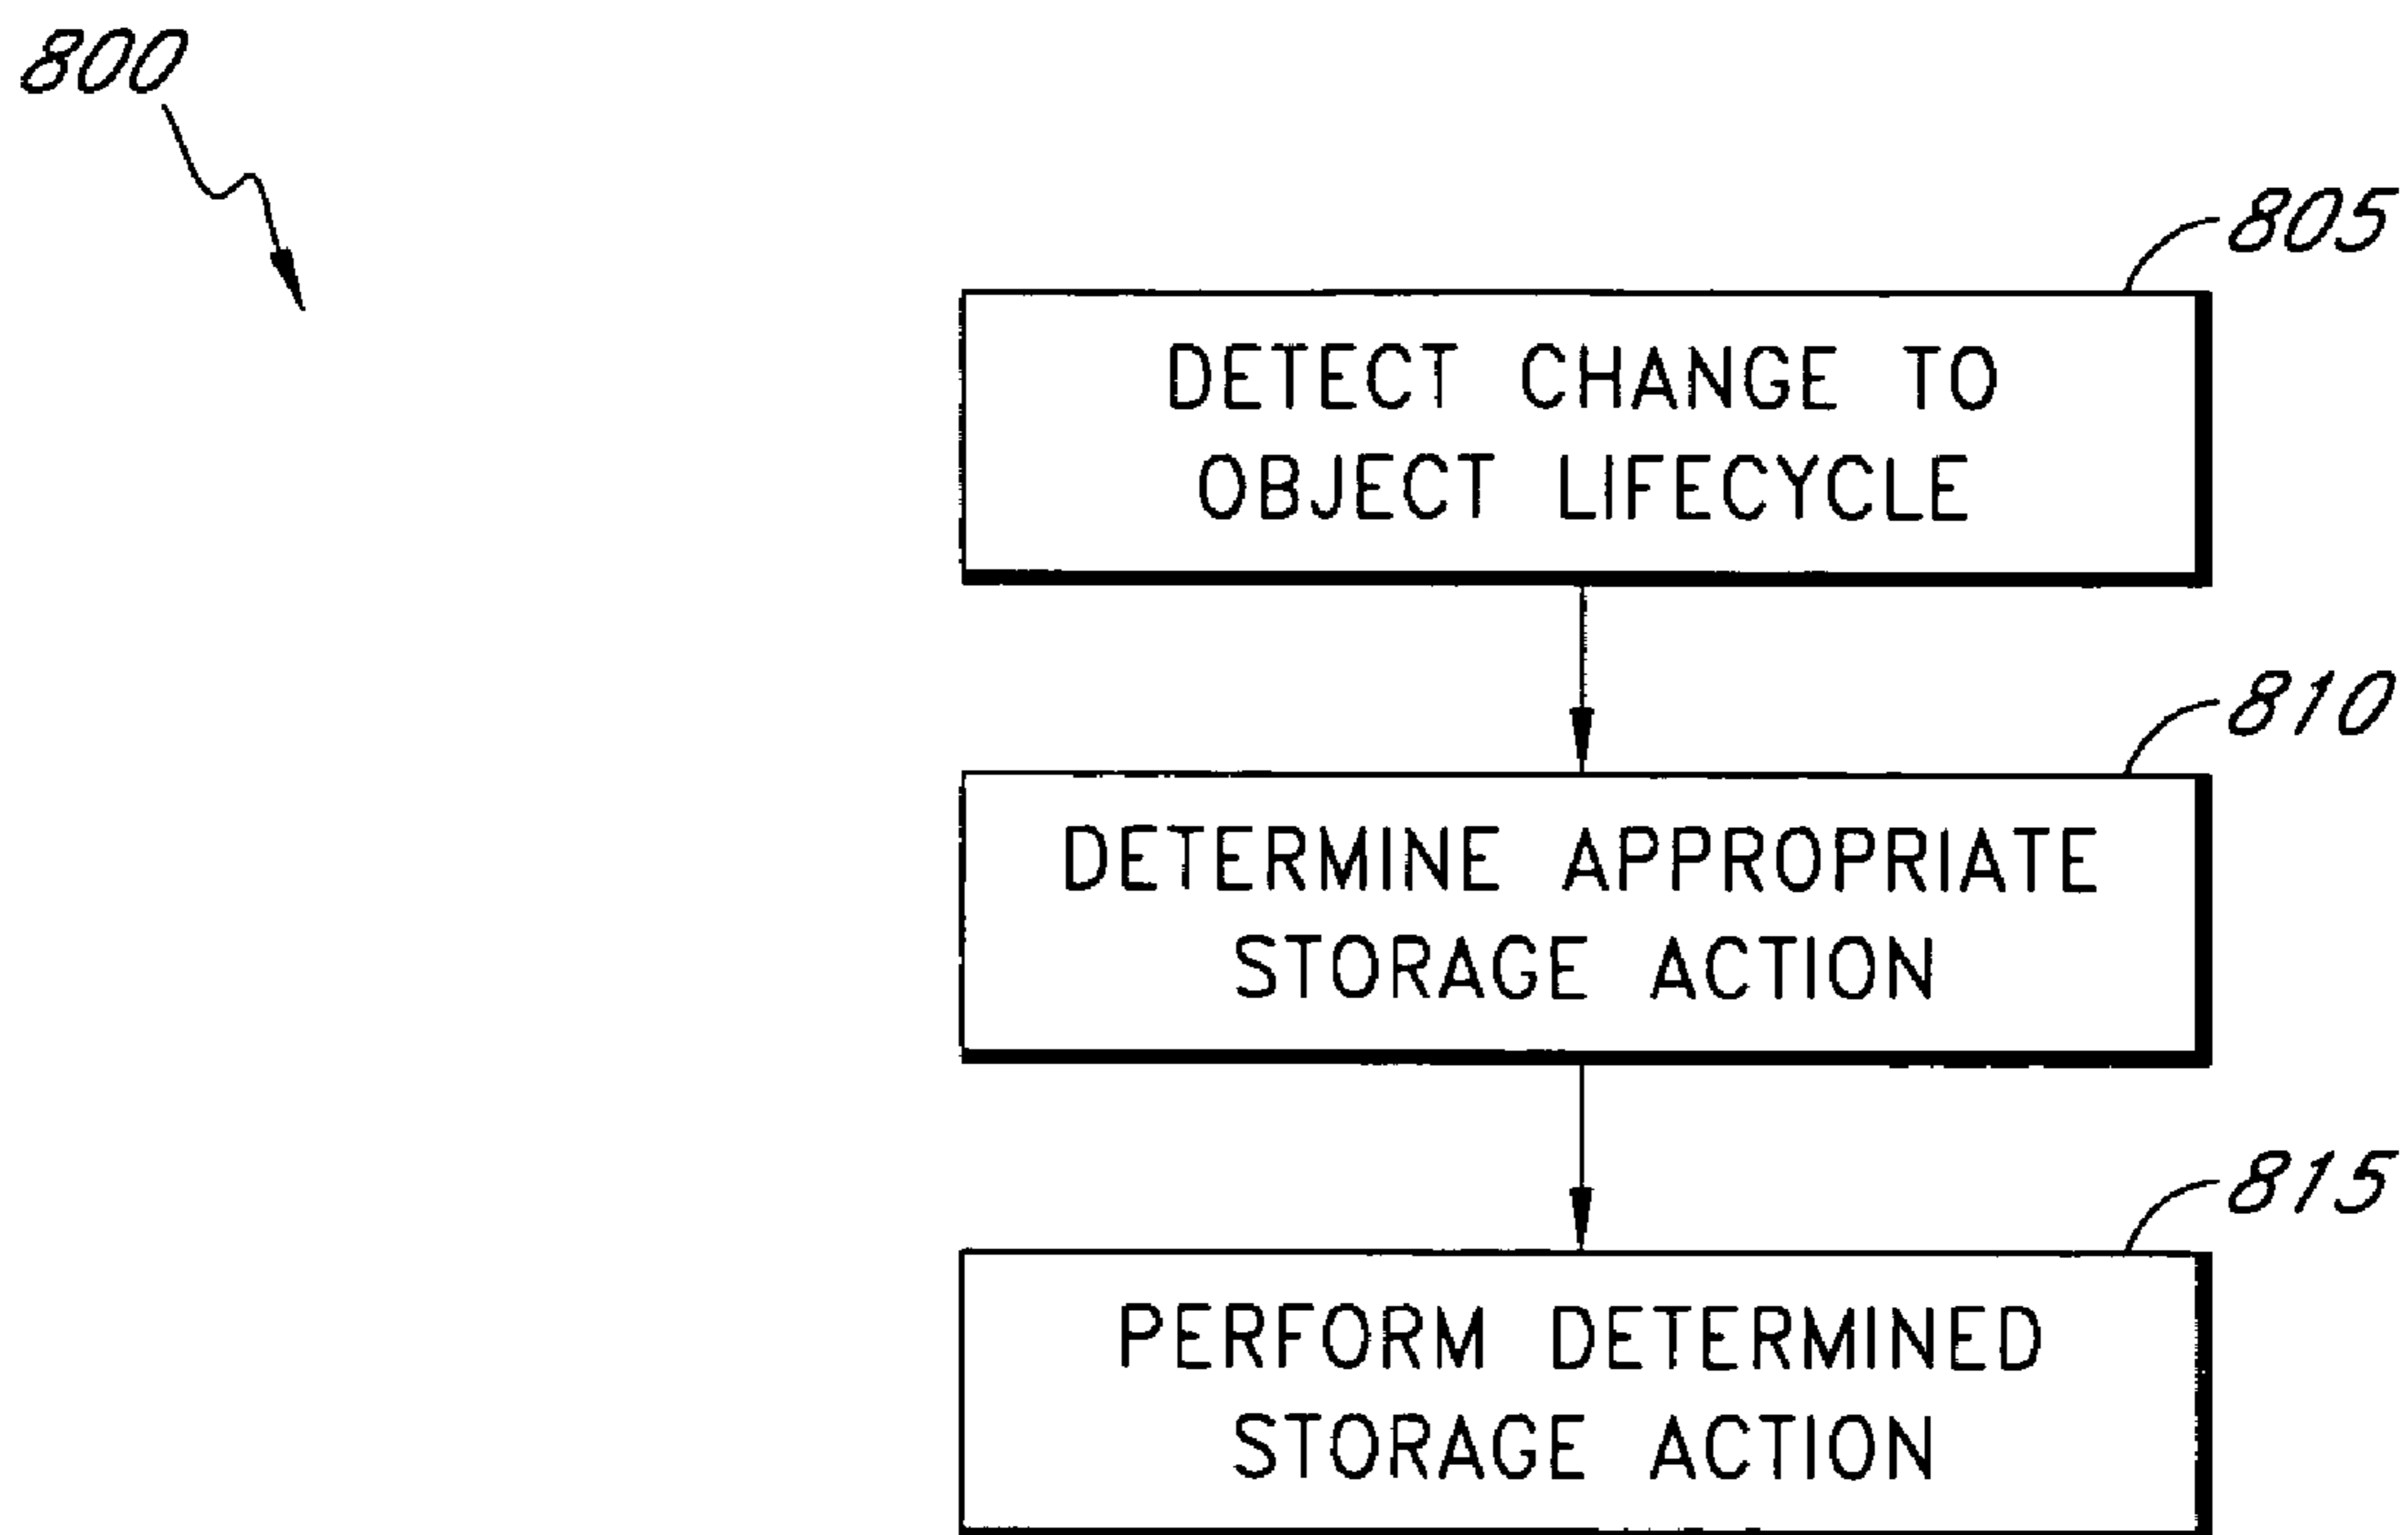 800
805
DETECT CHANGE TO
OBJECT LIFECYCLE
810
DETERMINE APPROPRIATE
STORAGE ACTION
815
PERFORM DETERMINED
STORAGE ACTION